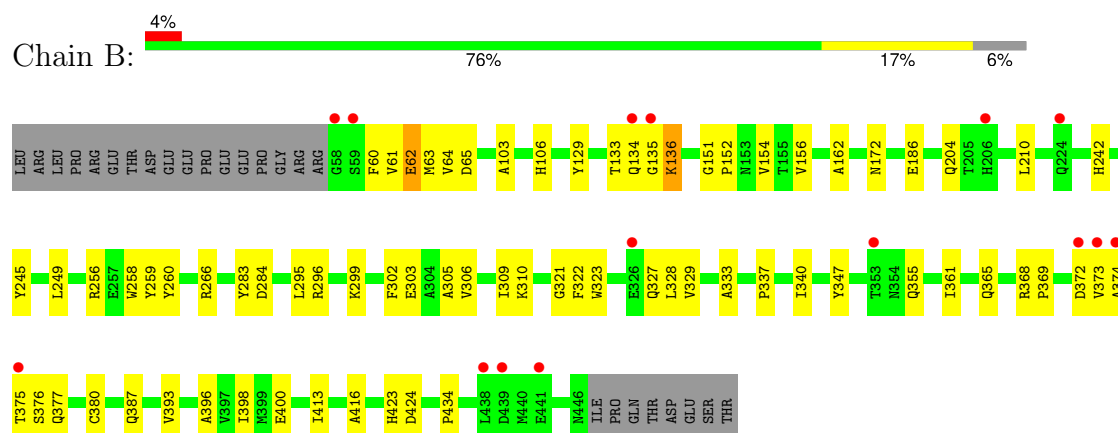 4%
Chain B:
76% 17% 6%
LEU ARG LEU PRO ARG GLU THR ASP GLU GLU PRO GLU GLU PRO GLY ARG ARG G58 S59 F60 V61 E62 M63 V64 D65 A103 H106 Y129 T133 Q134 G135 K136 G151 P152 N153 V154 T155 V156 A162 N172 E186 Q204 T205 H206 L210 Q224 H242
Y245 L249 R256 E257 W258 Y259 Y260 R266 Y283 D284 L295 R296 K299 F302 E303 A304 A305 V306 I309 K310 G321 F322 W323 E326 Q327 L328 V329 A333 P337 I340 Y347 T353 N354 Q355 I361 Q365 R368 P369 D372 V373 A374
T375 S376 Q377 C380 Q387 V393 A396 V397 I398 M399 E400 I413 A416 H423 D424 P434 L438 D439 M440 E441 N446 ILE PRO GLN THR ASP GLU SER THR